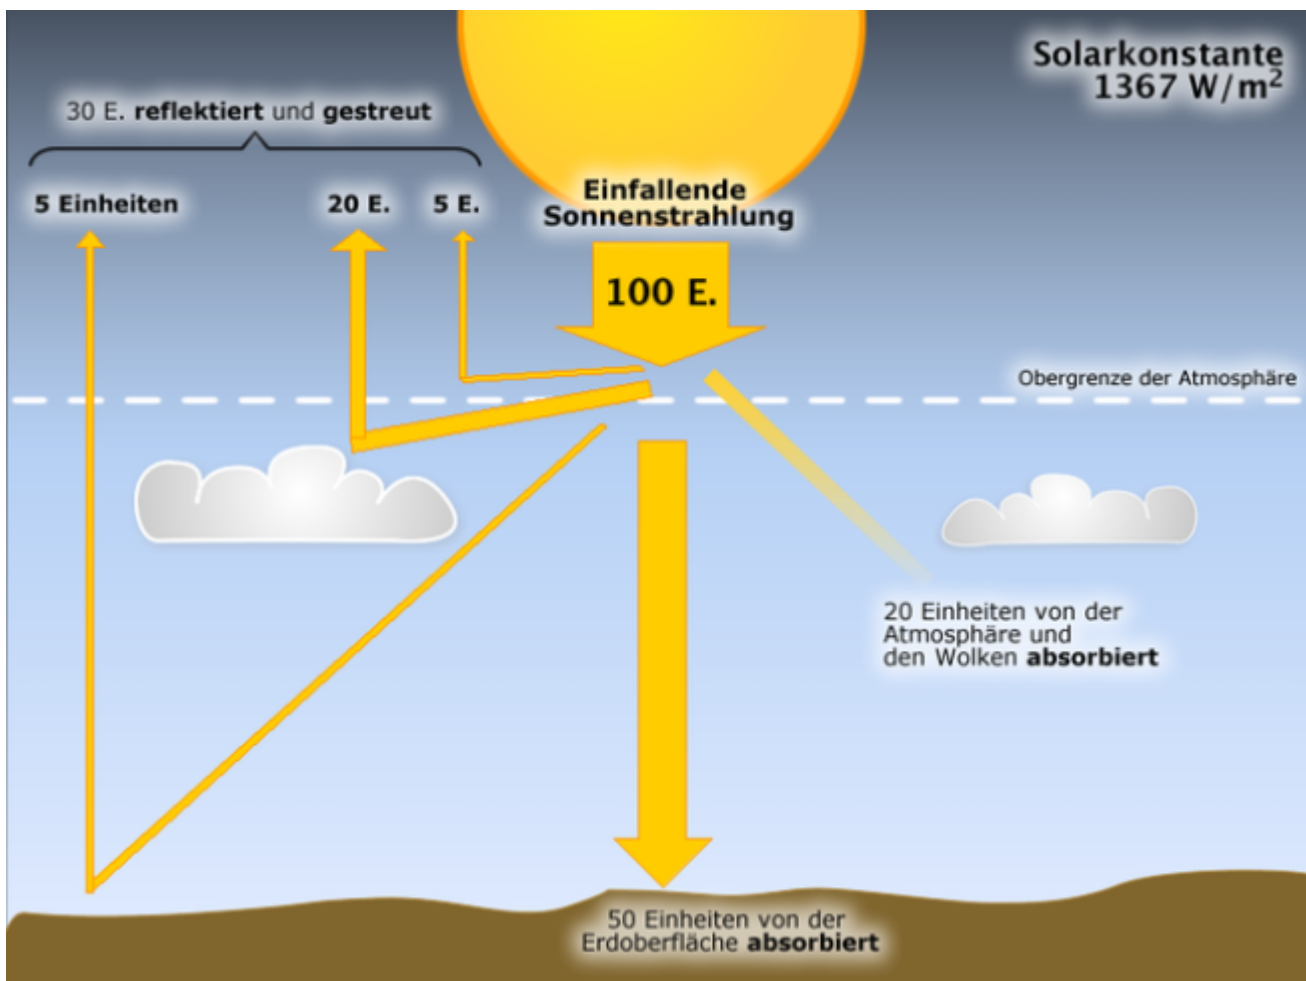 Solarkonstante
1367 W/m²
30 E. reflektiert und gestreut
5 Einheiten
20 E.
5 E.
Einfallende
Sonnenstrahlung
100 E.
Obergrenze der Atmosphäre
20 Einheiten von der
Atmosphäre und
den Wolken absorbiert
50 Einheiten von der
Erdoberfläche absorbiert